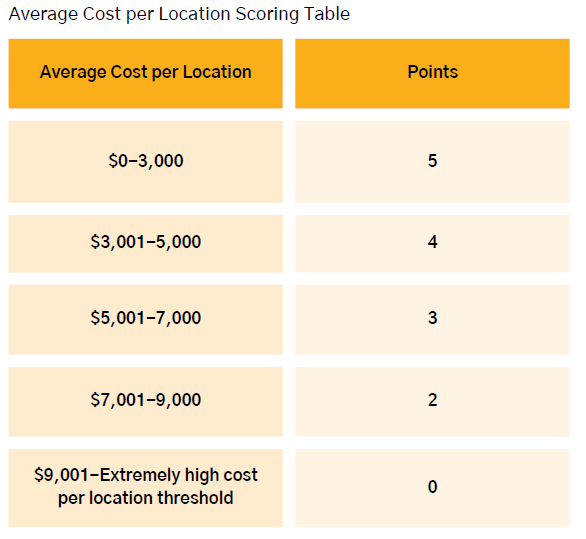 Average Cost per Location Scoring Table
Average Cost per Location
Points
$0–3,000
5
$3,001–5,000
4
$5,001–7,000
3
$7,001–9,000
2
$9,001–Extremely high cost
per location threshold
0